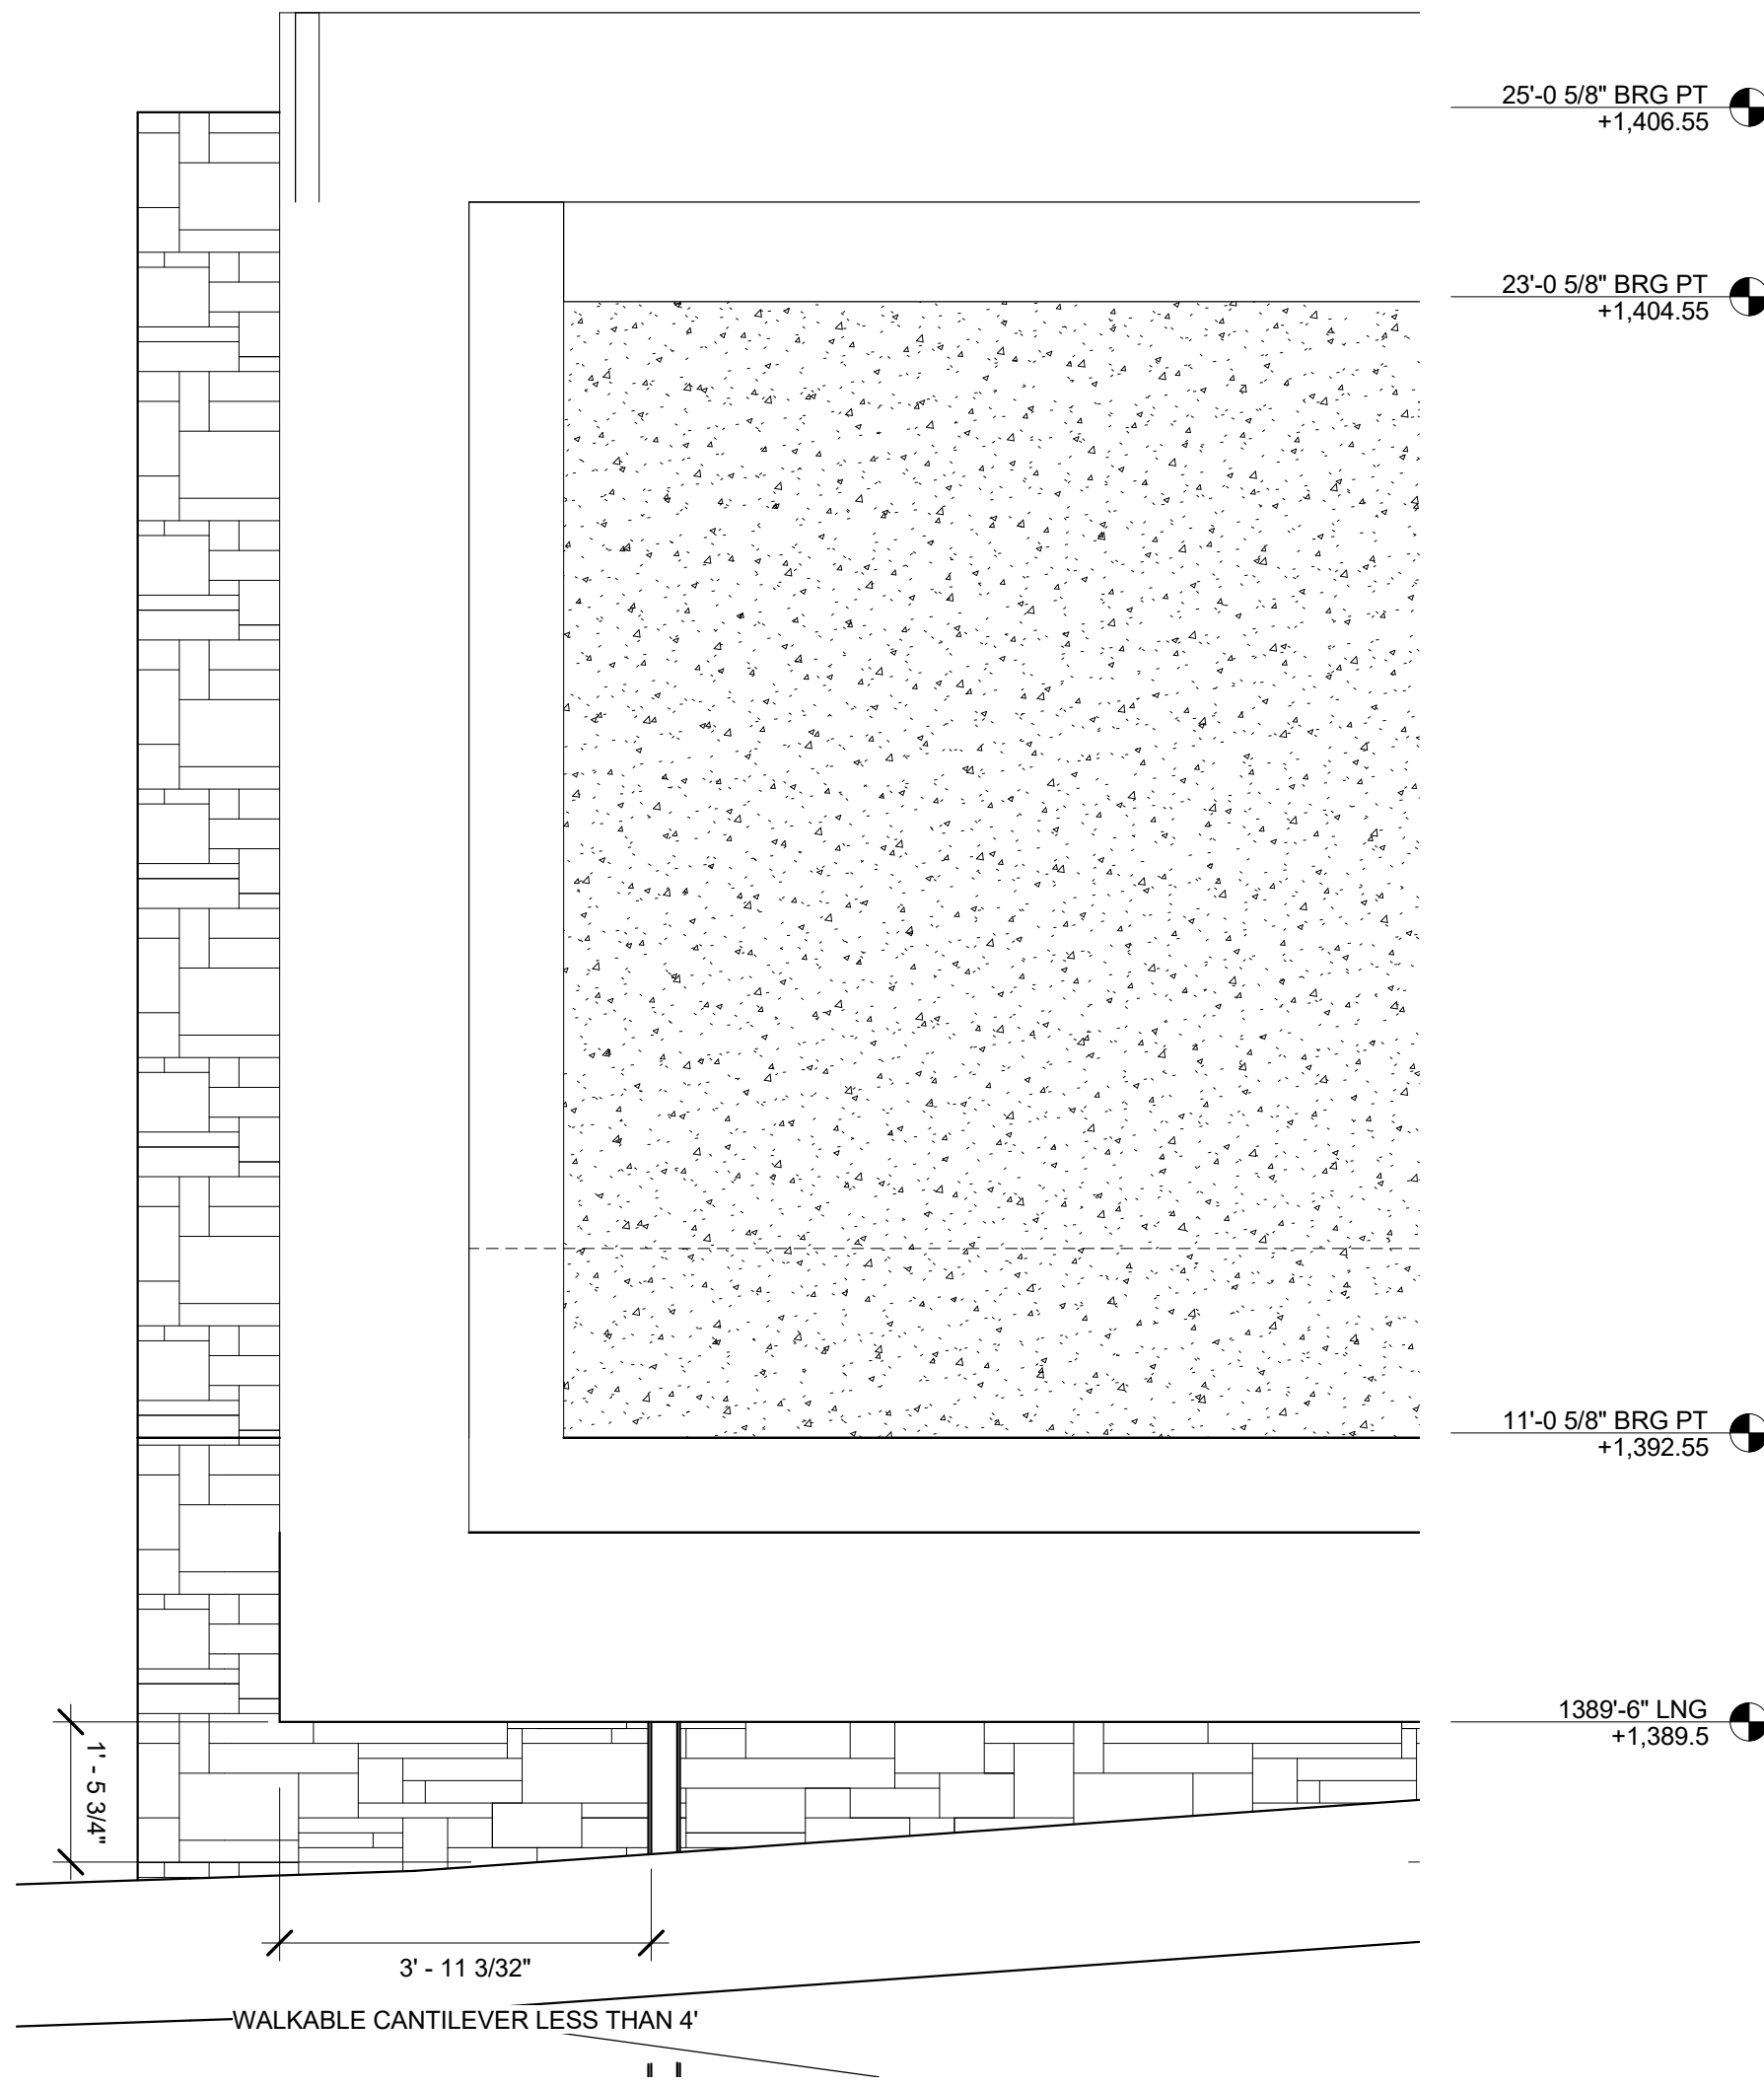 25'-0 5/8" BRG PT
+1,406.55
23'-0 5/8" BRG PT
+1,404.55
11'-0 5/8" BRG PT
+1,392.55
1389'-6" LNG
+1,389.5
1' - 5 3/4"
3' - 11 3/32"
WALKABLE CANTILEVER LESS THAN 4'